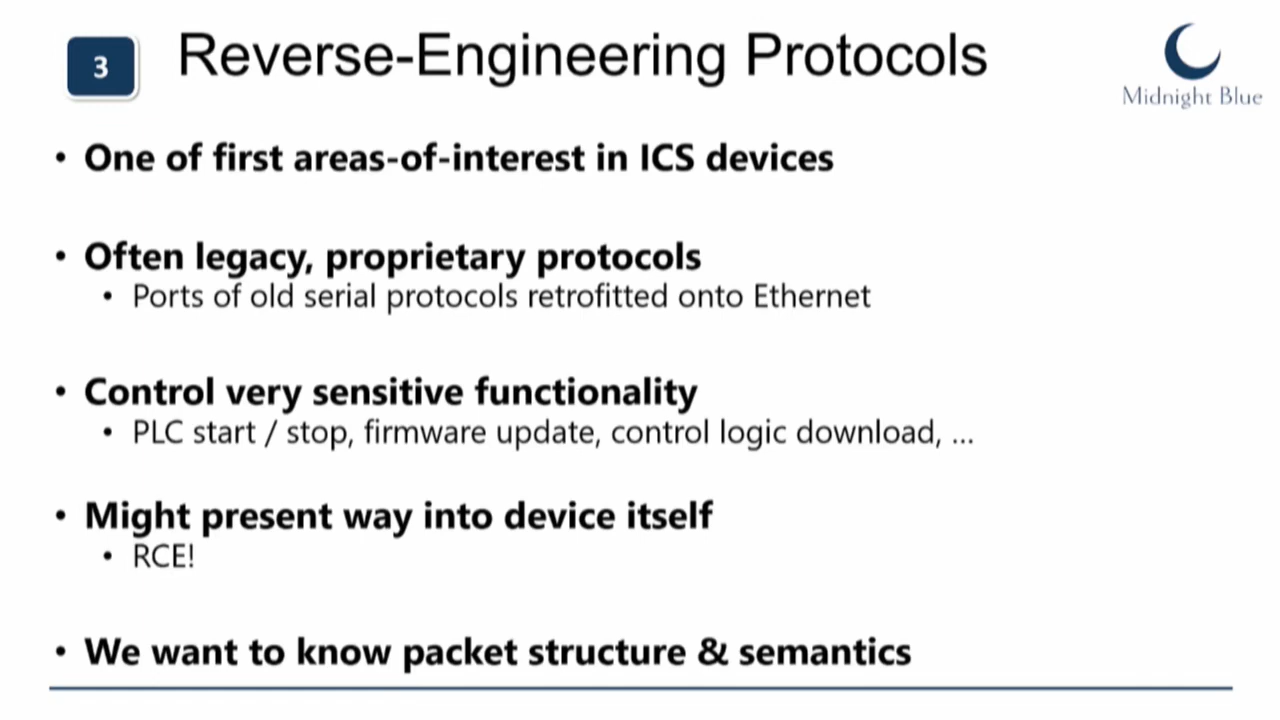 3
Reverse-Engineering Protocols
Midnight Blue
• One of first areas-of-interest in ICS devices
• Often legacy, proprietary protocols
• Ports of old serial protocols retrofitted onto Ethernet
• Control very sensitive functionality
• PLC start / stop, firmware update, control logic download, ...
• Might present way into device itself
• RCE!
• We want to know packet structure & semantics